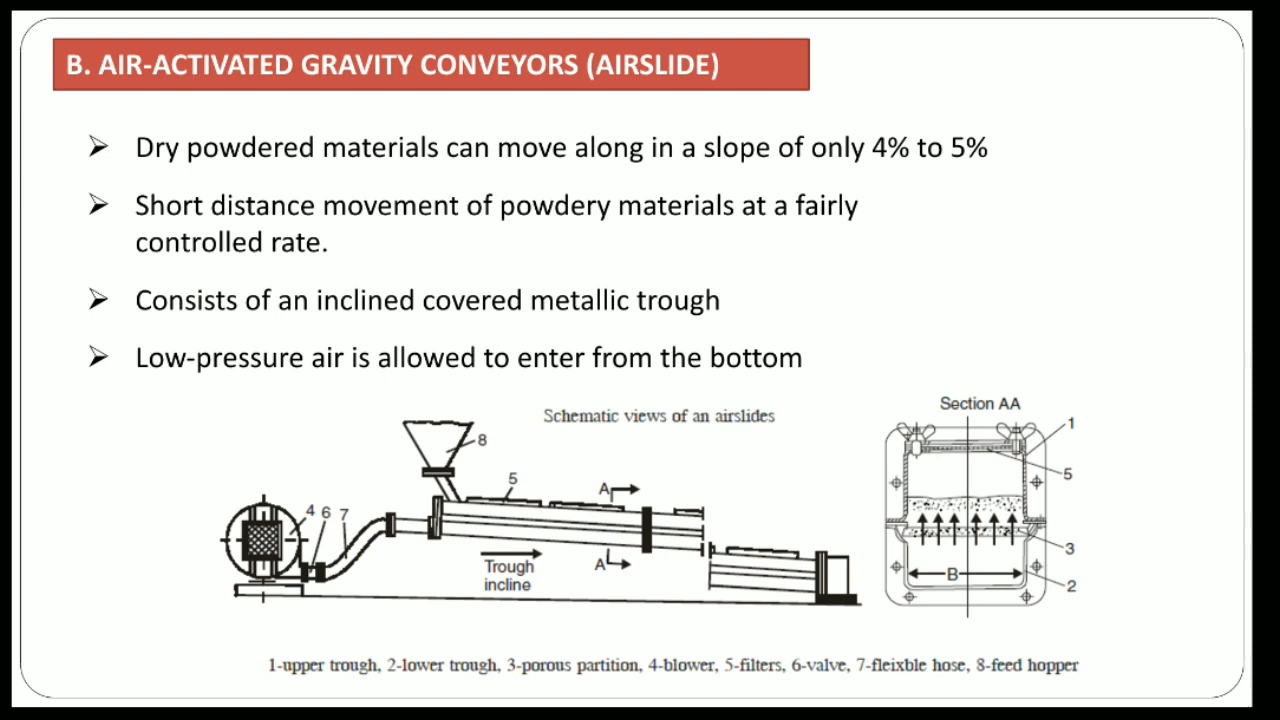 B. AIR-ACTIVATED GRAVITY CONVEYORS (AIRSLIDE)
➢ Dry powdered materials can move along in a slope of only 4% to 5%
➢ Short distance movement of powdery materials at a fairly
controlled rate.
➢ Consists of an inclined covered metallic trough
➢ Low-pressure air is allowed to enter from the bottom
Schematic views of an airslides
8
5
A
4 6 7
Trough
incline
A
Section AA
1
5
3
B
2
1-upper trough, 2-lower trough, 3-porous partition, 4-blower, 5-filters, 6-valve, 7-fleixble hose, 8-feed hopper